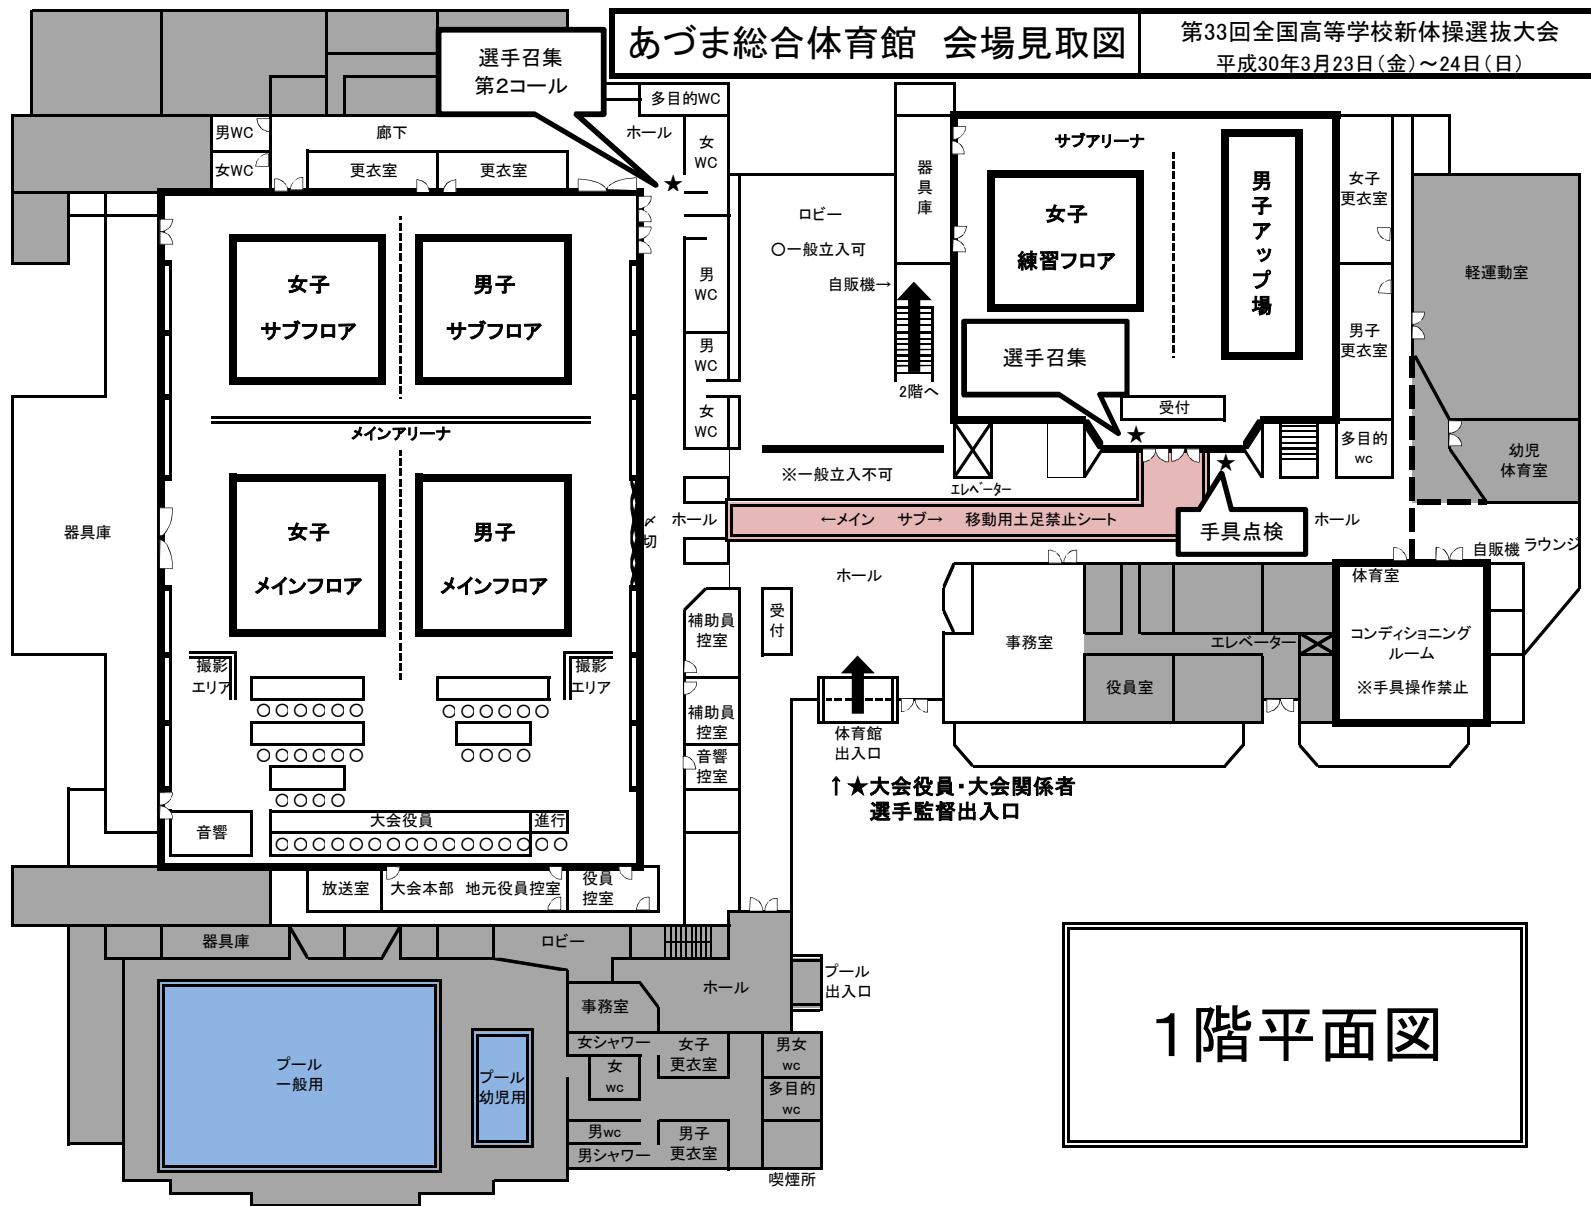 あづま総合体育館 会場見取図
第33回全国高等学校新体操選抜大会
平成30年3月23日(金)~24日(日)
選手召集
第2コール
多目的WC
男WC
廊下
ホール
女
WC
女WC
更衣室
更衣室
★
女子
サブフロア
男子
サブフロア
男
WC
男
WC
女
WC
メインアリーナ
女子
メインフロア
男子
メインフロア
器具庫
〆
切
ホール
撮影
エリア
撮影
エリア
○○○○○○
○○○○○○
○○○○○○
○○○○
○○○○
音響
大会役員
進行
○○○○○○○○○○○○○○○○
放送室
大会本部 地元役員控室
役員
控室
補助員
控室
補助員
控室
音響
控室
ロビー
○一般立入可
自販機→
器
具
庫
2階へ
サブアリーナ
女子
練習フロア
男子アップ場
選手召集
受付
★
★
手具点検
女子
更衣室
男子
更衣室
多目的
wc
軽運動室
幼児
体育室
※一般立入不可
エレベーター
←メイン サブ→ 移動用土足禁止シート
ホール
自販機
ラウンジ
ホール
受
付
事務室
役員室
エレベーター
体育室
コンディショニング
ルーム
※手具操作禁止
体育館
出入口
↑★大会役員・大会関係者
選手監督出入口
器具庫
ロビー
ホール
プール
出入口
事務室
女シャワー
女
wc
女子
更衣室
男女
wc
多目的
wc
男wc
男シャワー
男子
更衣室
喫煙所
プール
一般用
プール
幼児用
1階平面図